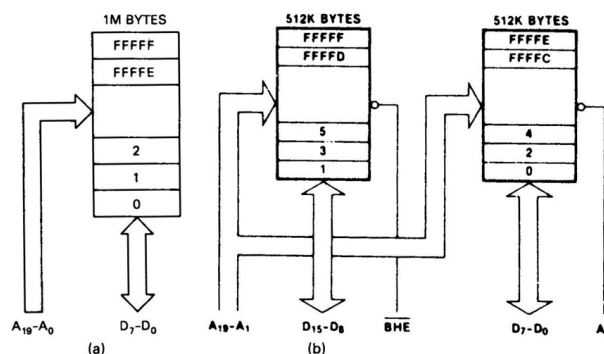 1M BYTES
FFFFF
FFFFE
2
1
0
A19-A0
D7-D0
(a)
512K BYTES
FFFFF
FFFFD
5
3
1
A19-A1
D15-D8
BHE
(b)
512K BYTES
FFFFE
FFFFC
4
2
0
D7-D0
A